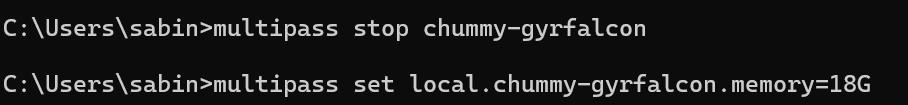 C:\Users\sabin>multipass stop chummy-gyrfalcon
C:\Users\sabin>multipass set local.chummy-gyrfalcon.memory=18G